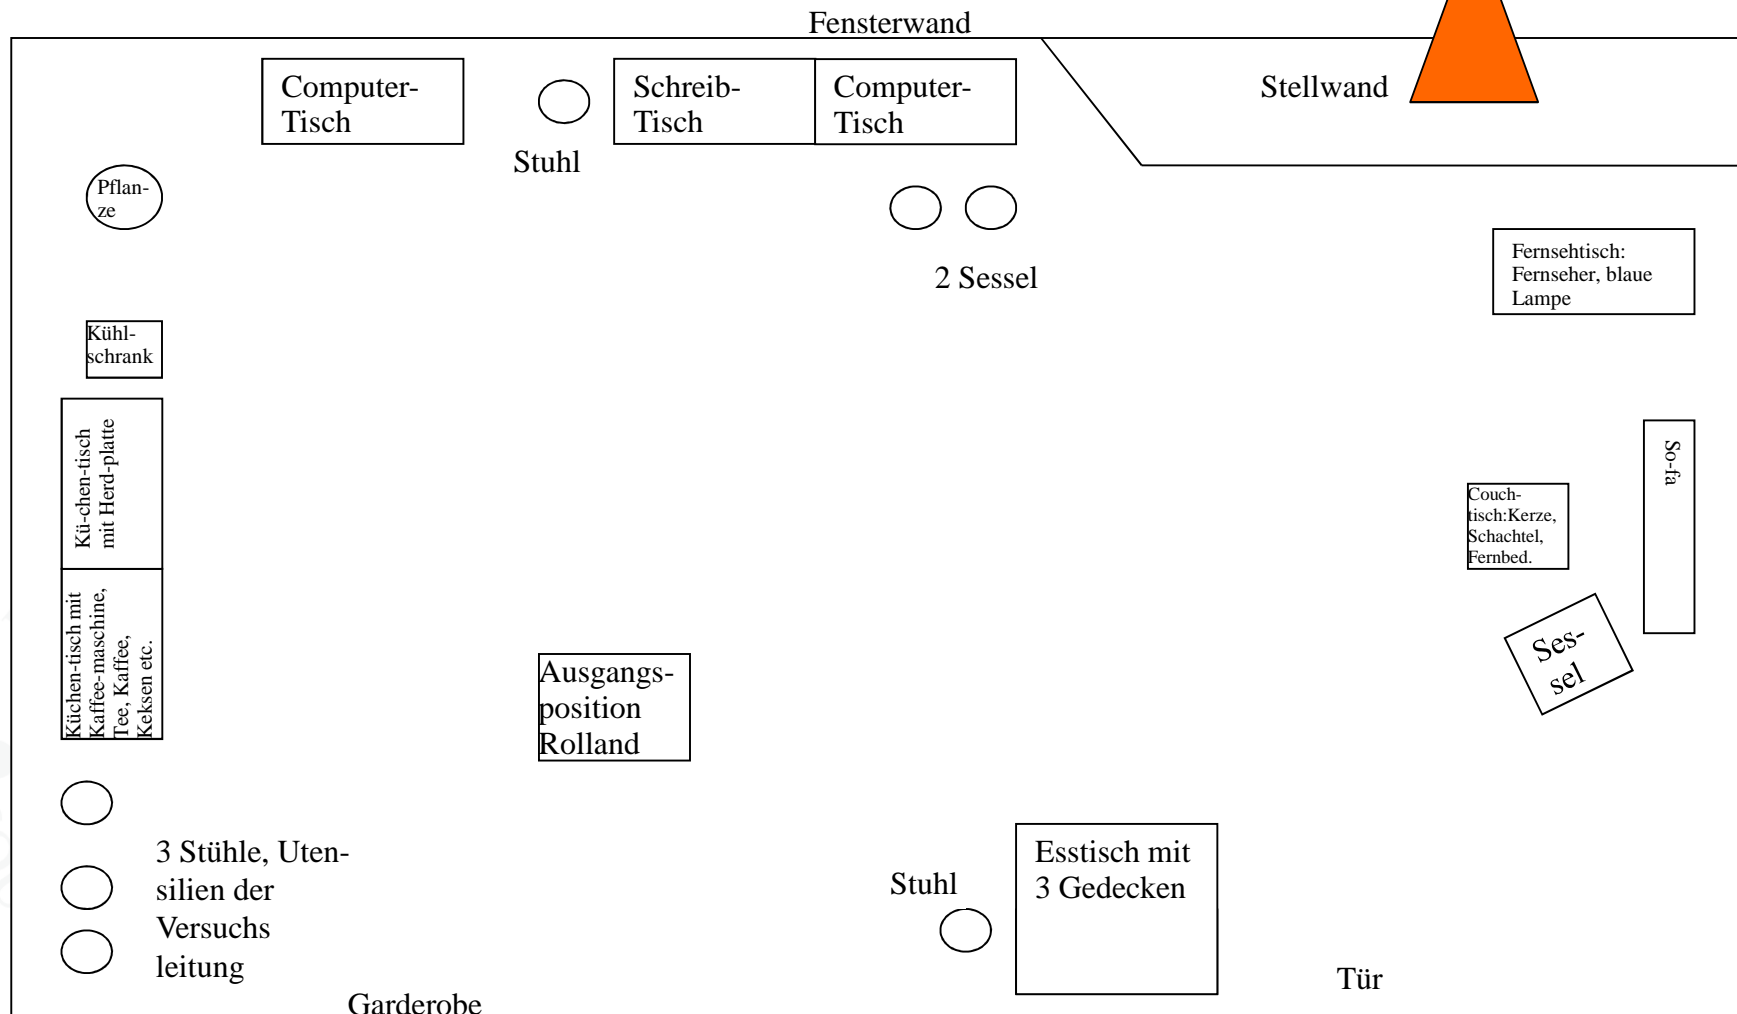 Fensterwand
Computer-
Tisch
Schreib-
Tisch
Computer-
Tisch
Stellwand
Stuhl
Pflan-
ze
2 Sessel
Fernsehtisch:
Fernseher, blaue
Lampe
Kühl-
schrank
Kü-chen-tisch
mit Herd-platte
So-fa
Couch-
tisch:Kerze,
Schachtel,
Fernbed.
Küchen-tisch mit
Kaffee-maschine,
Tee, Kaffee,
Keksen etc.
Ses-
sel
Ausgangs-
position
Rolland
3 Stühle, Uten-
silien der
Versuchs
leitung
Stuhl
Esstisch mit
3 Gedecken
Tür
Garderobe